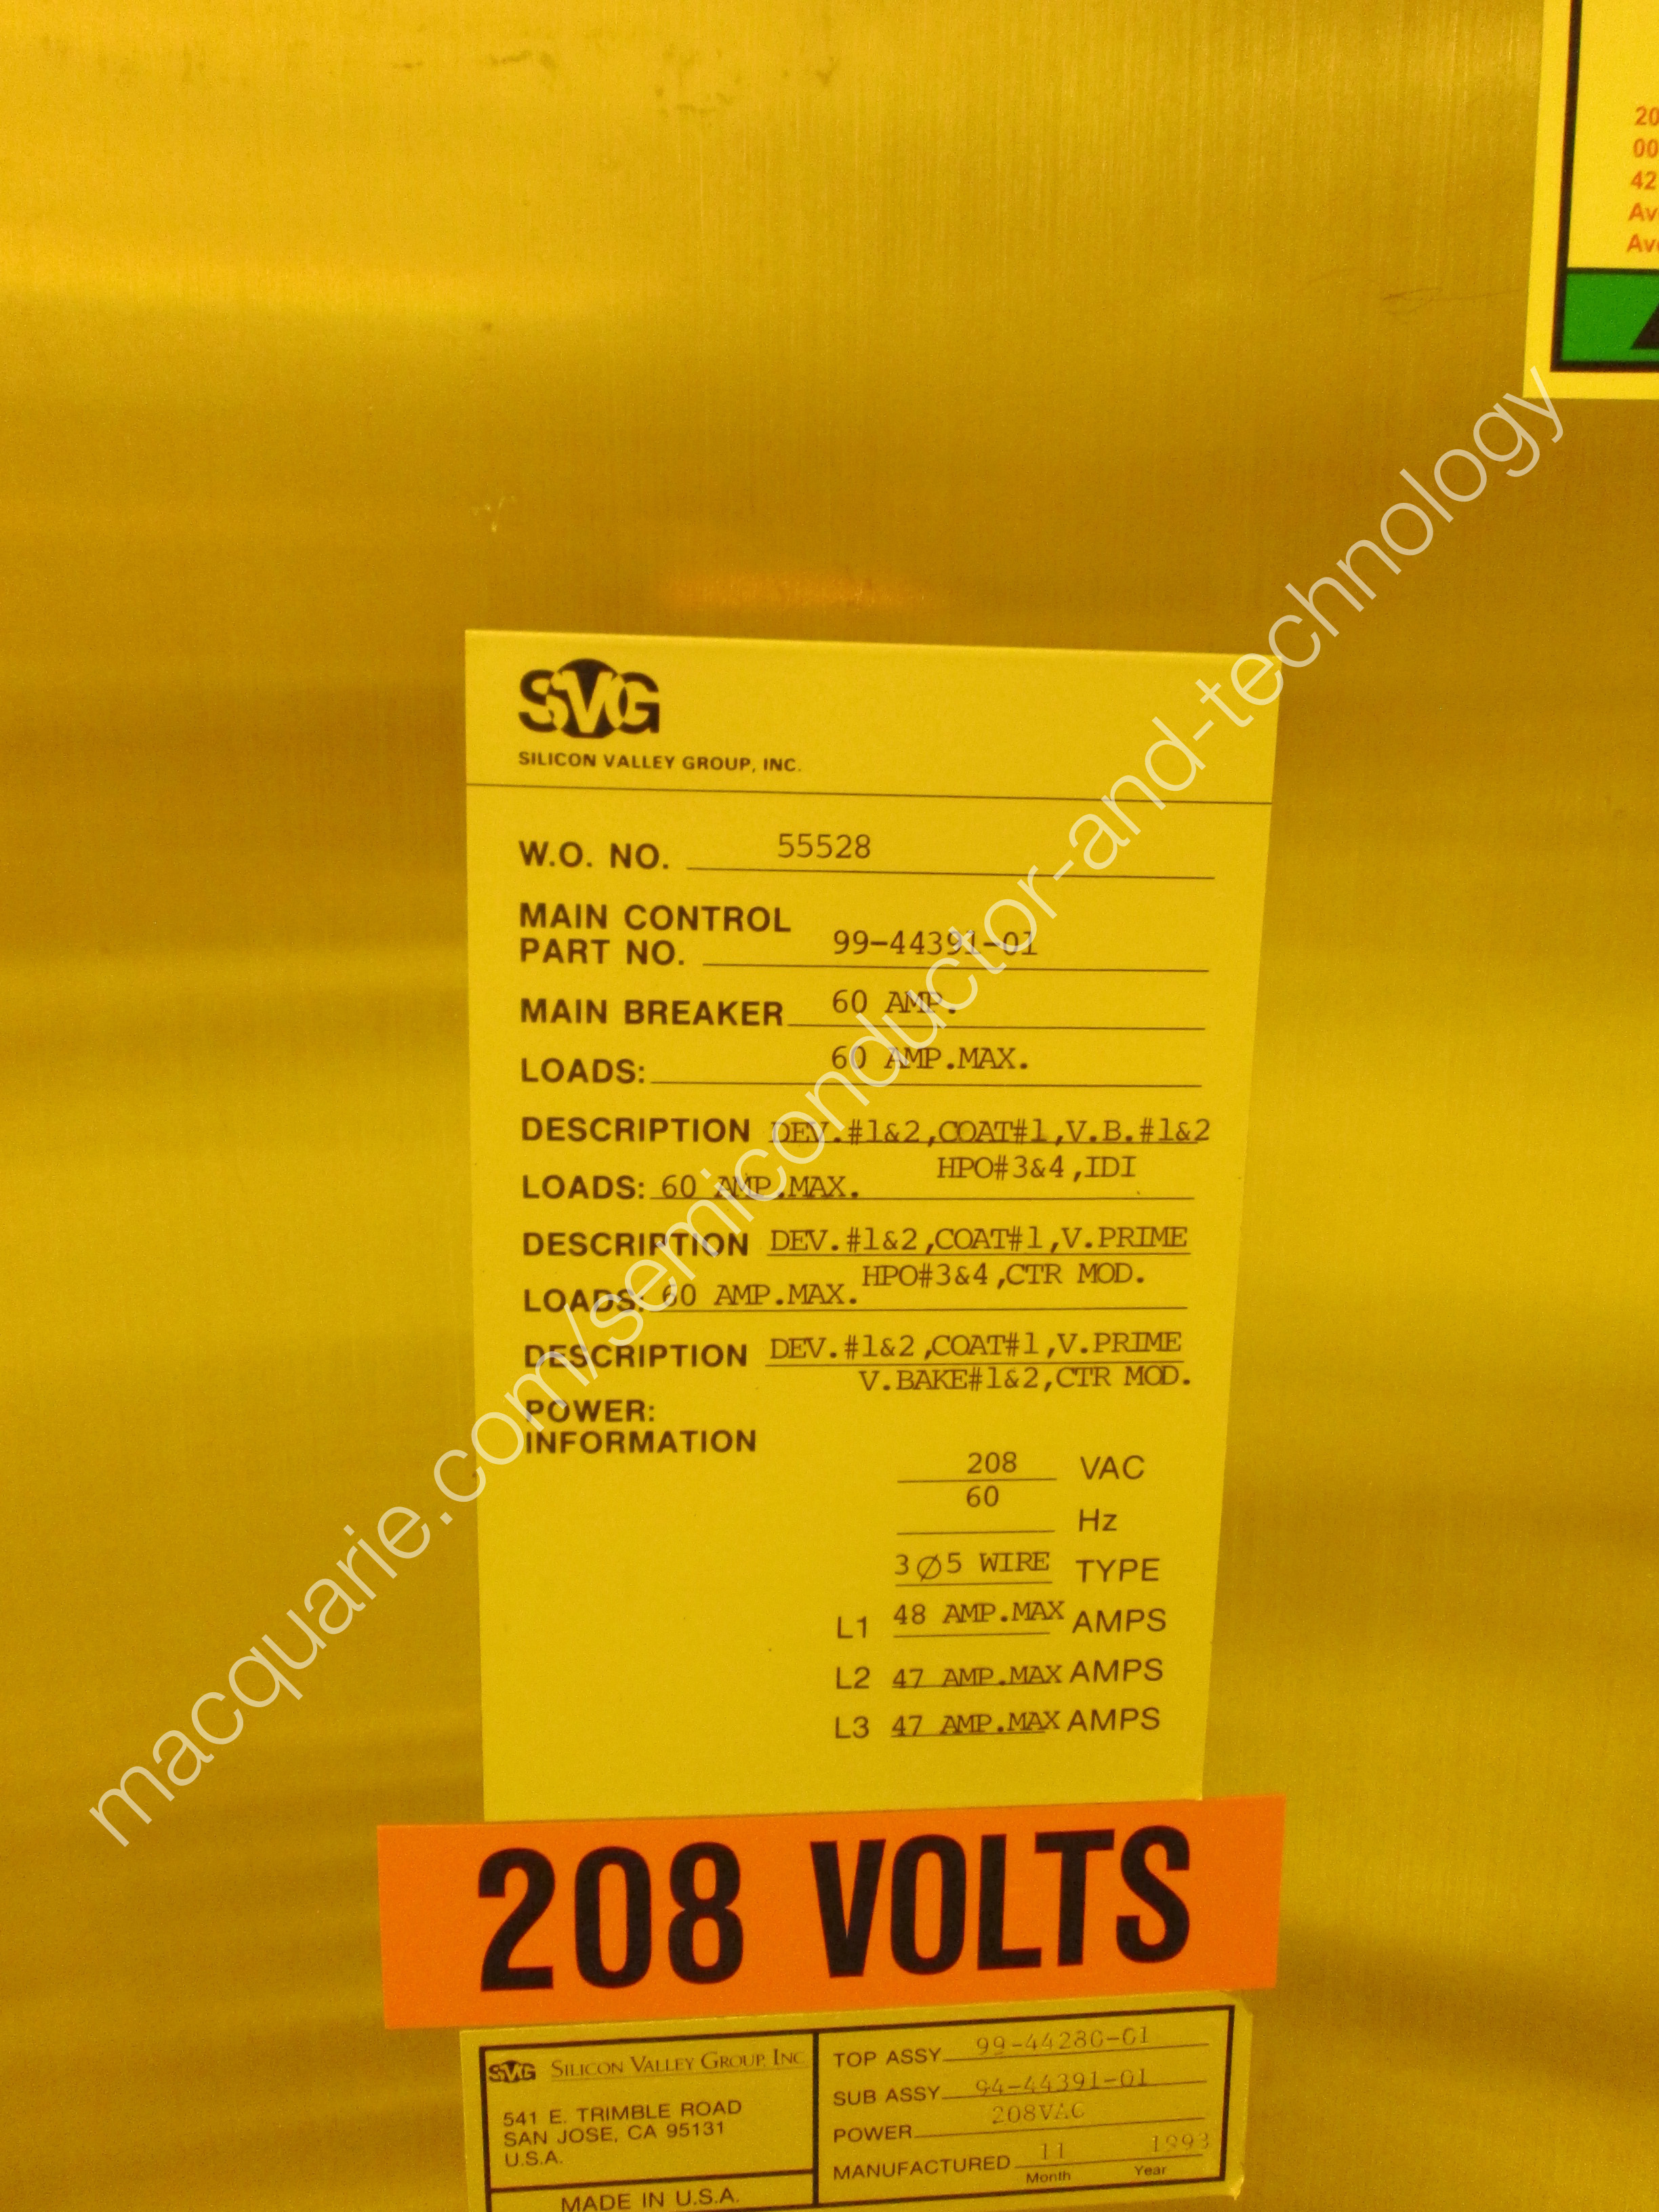 20
00
42
Av
Ave
SVG
SILICON VALLEY GROUP, INC.
W.O. NO. 55528
MAIN CONTROL
PART NO. 99-44391-01
MAIN BREAKER 60 AMP.
LOADS: 60 AMP.MAX.
DESCRIPTION DEV.#1&2,COAT#1,V.B.#1&2
HPO#3&4,IDI
LOADS: 60 AMP.MAX.
DESCRIPTION DEV.#1&2,COAT#1,V.PRIME
HPO#3&4,CTR MOD.
LOADS: 60 AMP.MAX.
DESCRIPTION DEV.#1&2,COAT#1,V.PRIME
V.BAKE#1&2,CTR MOD.
POWER:
INFORMATION
208 VAC
60 Hz
3Ø5 WIRE TYPE
L1 48 AMP.MAX AMPS
L2 47 AMP.MAX AMPS
L3 47 AMP.MAX AMPS
208 VOLTS
SVG SILICON VALLEY GROUP, INC
541 E. TRIMBLE ROAD
SAN JOSE, CA 95131
U.S.A.
MADE IN U.S.A.
TOP ASSY 99-44280-01
SUB ASSY 94-44391-01
POWER 208VAC
MANUFACTURED 11 1993
Month Year
macquarie.com/semiconductor-and-technology